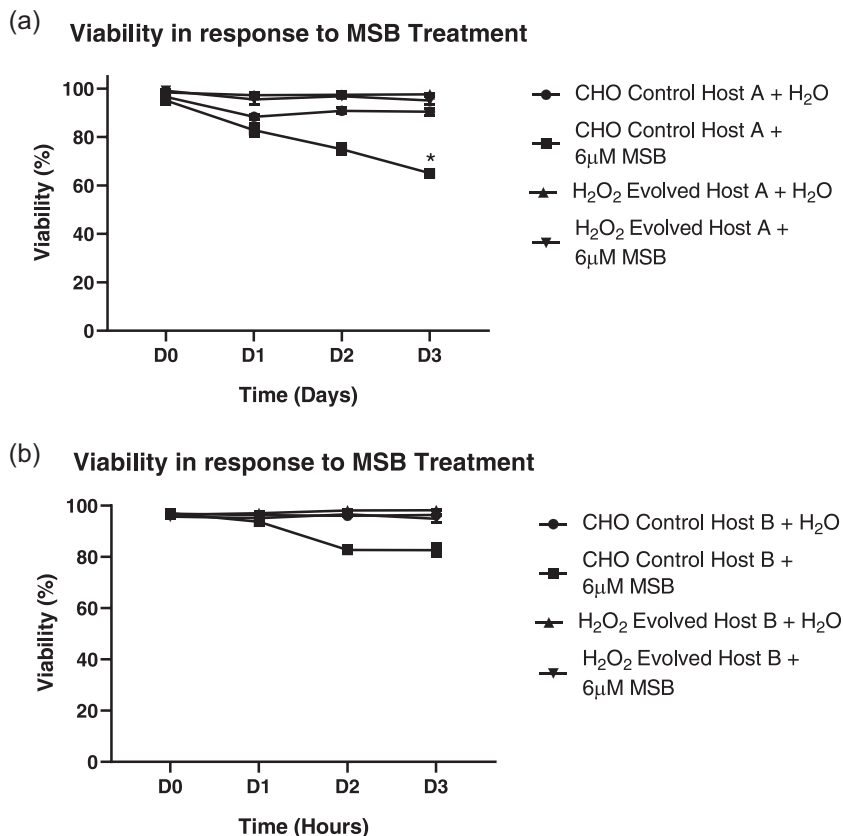 (a)
Viability in response to MSB Treatment
100
80
60
40
20
0
Viability (%)
*
D0 D1 D2 D3
Time (Days)
CHO Control Host A + H₂O
CHO Control Host A +
6μM MSB
H₂O₂ Evolved Host A + H₂O
H₂O₂ Evolved Host A +
6μM MSB
(b)
Viability in response to MSB Treatment
100
80
60
40
20
0
Viability (%)
D0 D1 D2 D3
Time (Hours)
CHO Control Host B + H₂O
CHO Control Host B +
6μM MSB
H₂O₂ Evolved Host B + H₂O
H₂O₂ Evolved Host B +
6μM MSB